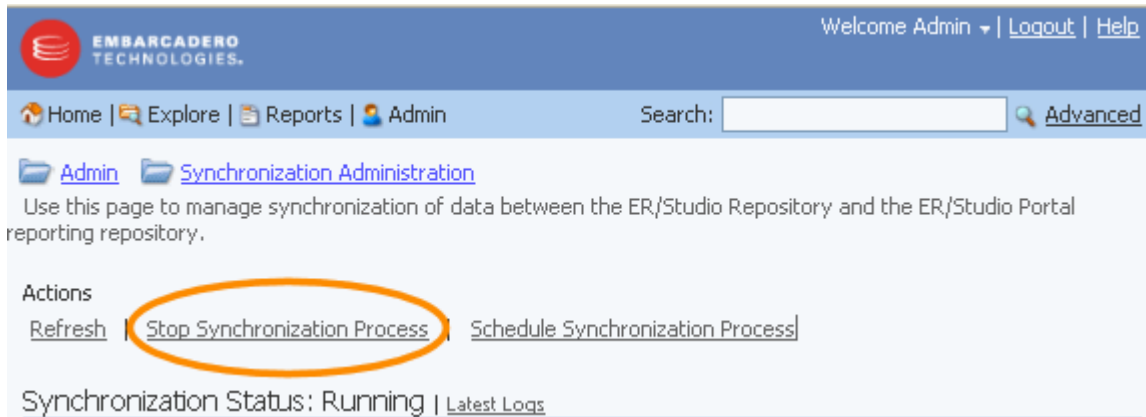 EMBARCADERO
TECHNOLOGIES.
Welcome Admin | Logout | Help
Home | Explore | Reports | Admin
Search: Advanced
Admin Synchronization Administration
Use this page to manage synchronization of data between the ER/Studio Repository and the ER/Studio Portal
reporting repository.
Actions
Refresh | Stop Synchronization Process | Schedule Synchronization Process
Synchronization Status: Running | Latest Logs